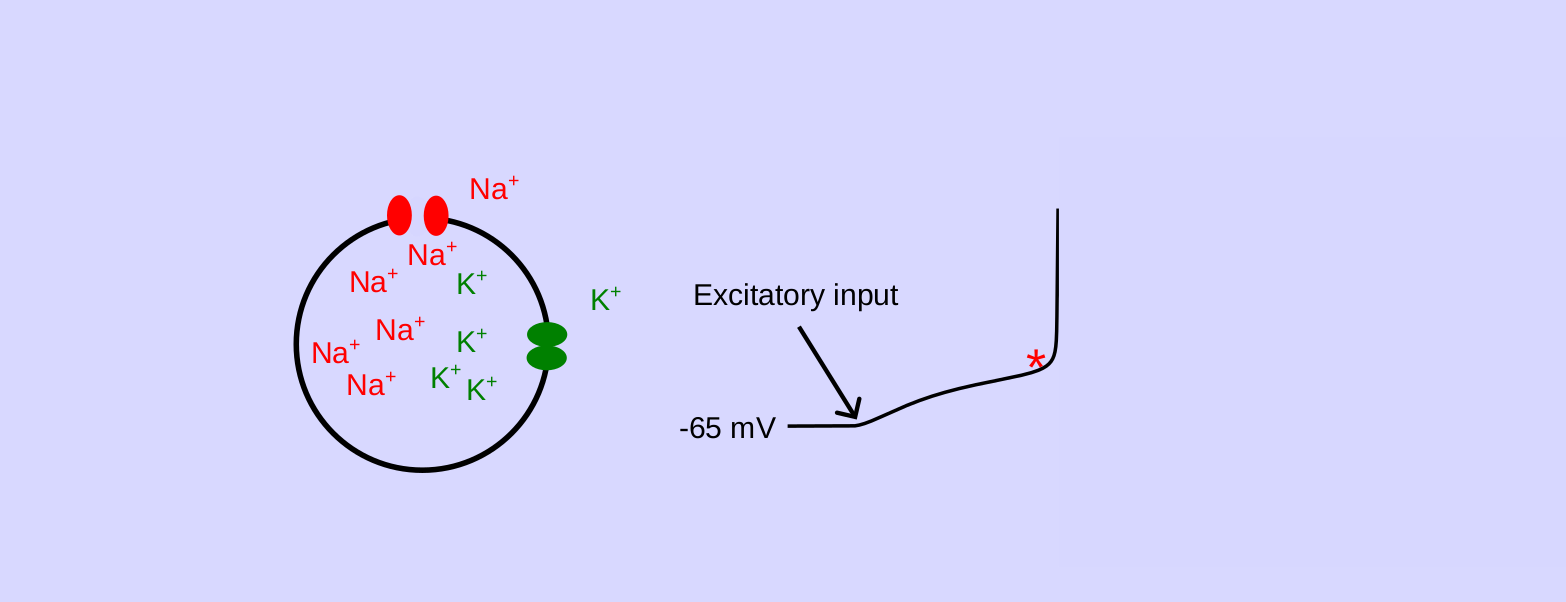 Na⁺
Na⁺
Na⁺
K⁺
K⁺
Excitatory input
Na⁺
K⁺
Na⁺
*
K⁺
Na⁺
K⁺
-65 mV